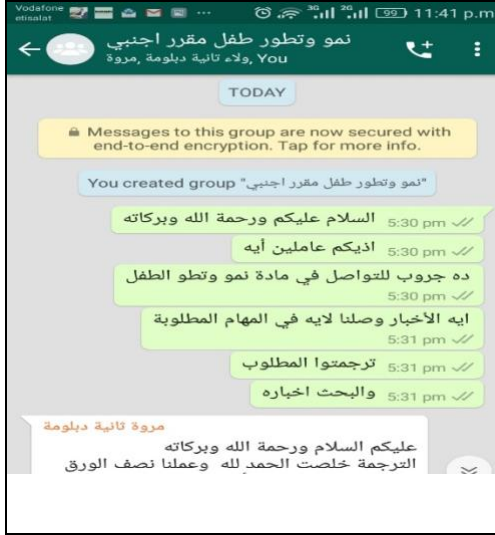 Vodafone
etisalat
... 3G 2G 99 11:41 p.m
نمو وتطور طفل مقرر اجنبي
ولاء تانية دبلومة, مروة, You
TODAY
Messages to this group are now secured with
end-to-end encryption. Tap for more info.
You created group "نمو وتطور طفل مقرر اجنبي"
السلام عليكم ورحمة الله وبركاته 5:30 pm
اذيكم عاملين أيه 5:30 pm
ده جروب للتواصل في مادة نمو وتطو الطفل
5:30 pm
ايه الأخبار وصلنا لايه في المهام المطلوبة
5:31 pm
ترجمتوا المطلوب 5:31 pm
والبحث اخباره 5:31 pm
مروة تانية دبلومة
عليكم السلام ورحمة الله وبركاته
الترجمة خلصت الحمد لله وعملنا نصف الورق